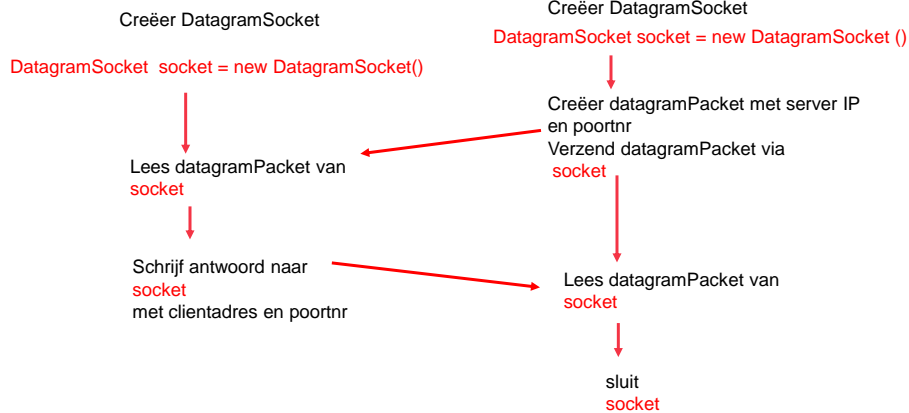 Creëer DatagramSocket
DatagramSocket socket = new DatagramSocket()
Lees datagramPacket van
socket
Schrijf antwoord naar
socket
met clientadres en poortnr
Creëer DatagramSocket
DatagramSocket socket = new DatagramSocket ()
Creëer datagramPacket met server IP
en poortnr
Verzend datagramPacket via
socket
Lees datagramPacket van
socket
sluit
socket